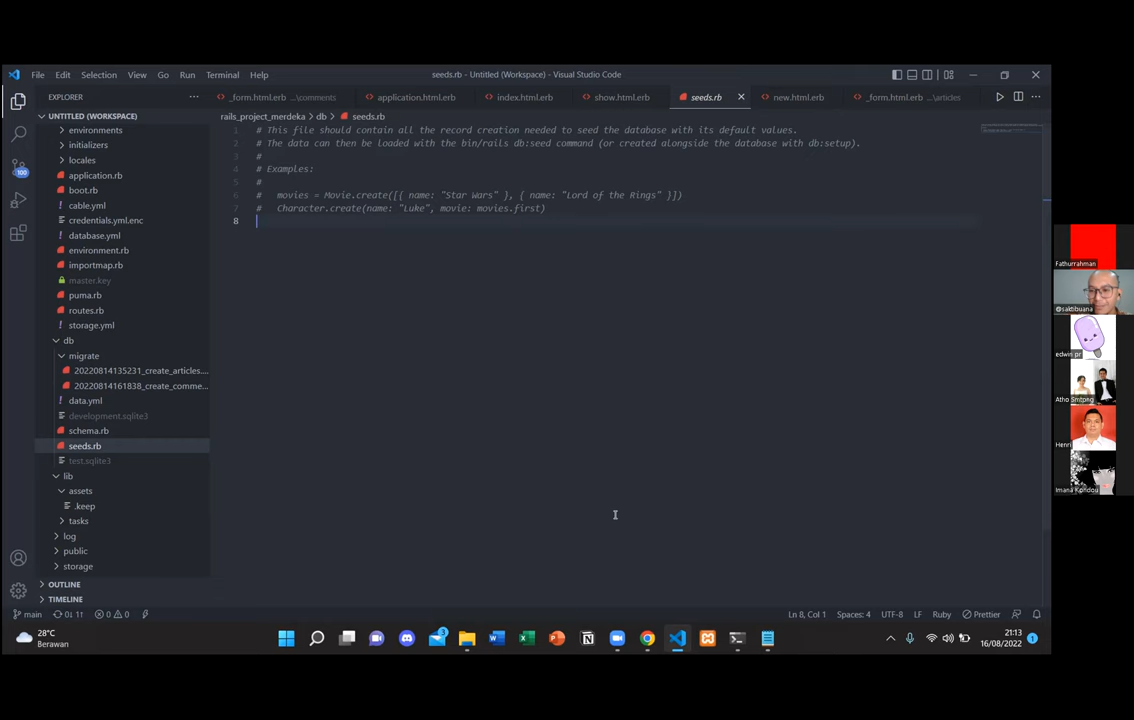 File Edit Selection View Go Run Terminal Help
seeds.rb - Untitled (Workspace) - Visual Studio Code
EXPLORER
_form.html.erb ...\comments
application.html.erb
index.html.erb
show.html.erb
seeds.rb
new.html.erb
_form.html.erb ...\articles
UNTITLED (WORKSPACE)
environments
initializers
locales
application.rb
boot.rb
cable.yml
credentials.yml.enc
database.yml
environment.rb
importmap.rb
master.key
puma.rb
routes.rb
storage.yml
db
migrate
20220814135231_create_articles....
20220814161838_create_comme...
data.yml
development.sqlite3
schema.rb
seeds.rb
test.sqlite3
lib
assets
.keep
tasks
log
public
storage
OUTLINE
TIMELINE
100
rails_project_merdeka > db > seeds.rb
1 # This file should contain all the record creation needed to seed the database with its default values.
2 # The data can then be loaded with the bin/rails db:seed command (or created alongside the database with db:setup).
3 #
4 # Examples:
5 #
6 #   movies = Movie.create([{ name: "Star Wars" }, { name: "Lord of the Rings" }])
7 #   Character.create(name: "Luke", movie: movies.first)
8
main 0↓ 1↑ 0 0
Ln 8, Col 1 Spaces: 4 UTF-8 LF Ruby Prettier
28°C
Berawan
3
21:13
16/08/2022
1
Fathurrahman
@saktibuana
edwin pr
Atho Smtpng
Henri
Imana Kondou